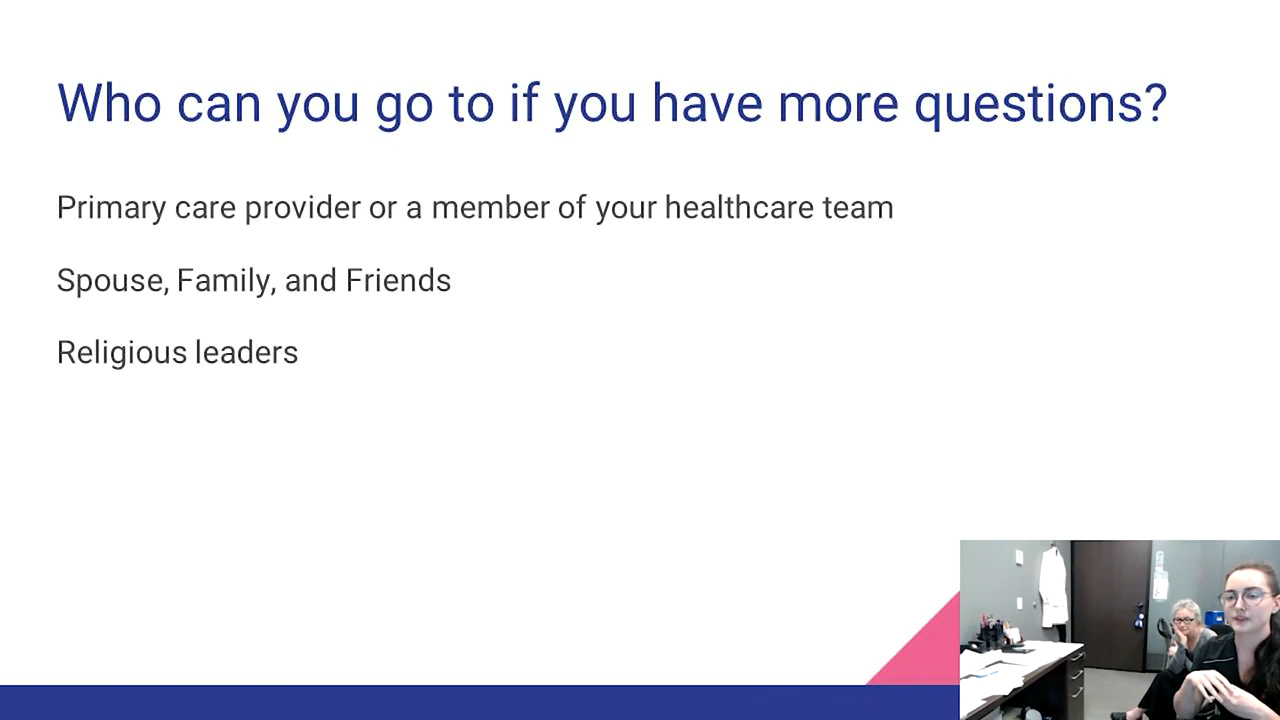 Who can you go to if you have more questions?
Primary care provider or a member of your healthcare team
Spouse, Family, and Friends
Religious leaders